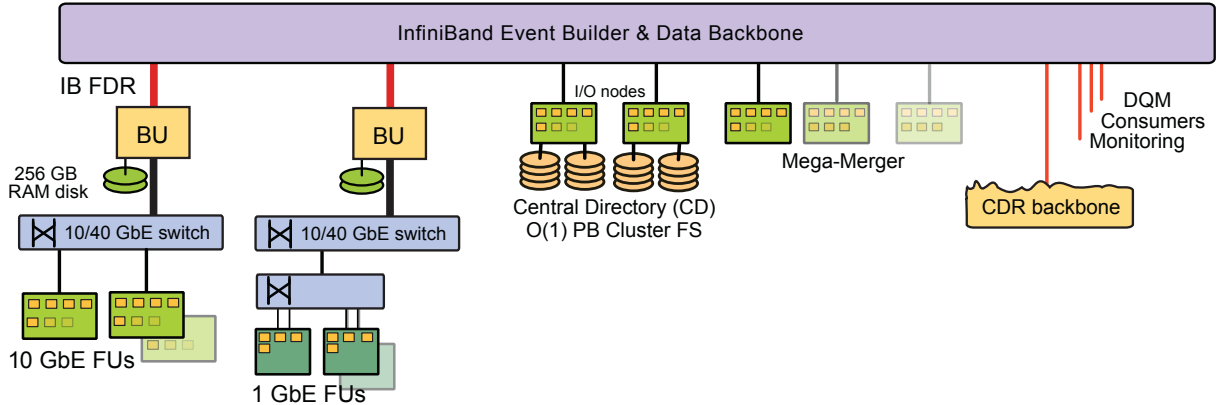 InfiniBand Event Builder & Data Backbone
IB FDR
BU
BU
I/O nodes
DQM
Consumers
Monitoring
256 GB
RAM disk
Mega-Merger
Central Directory (CD)
O(1) PB Cluster FS
CDR backbone
10/40 GbE switch
10/40 GbE switch
10 GbE FUs
1 GbE FUs